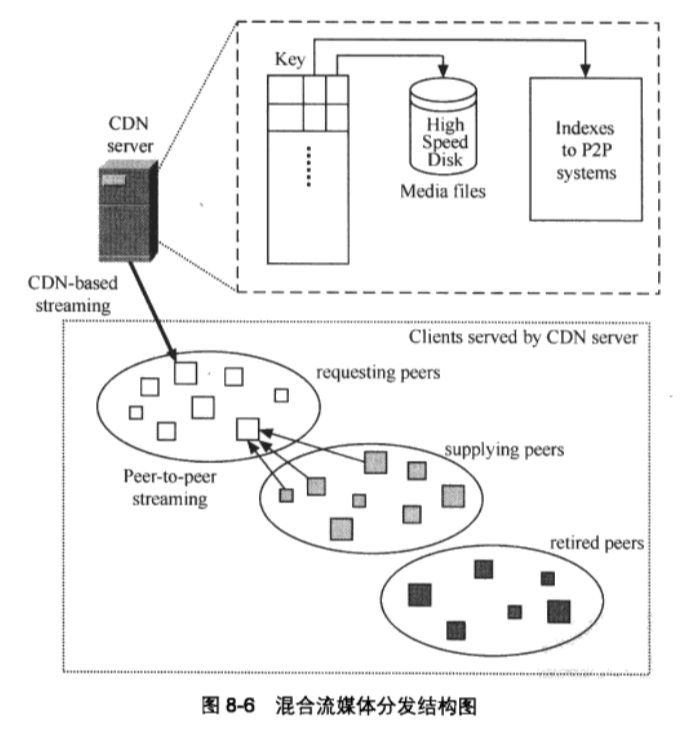 Key
CDN
server
High
Speed
Disk
Media files
Indexes
to P2P
systems
CDN-based
streaming
Clients served by CDN server
requesting peers
supplying peers
Peer-to-peer
streaming
retired peers
图 8-6 混合流媒体分发结构图